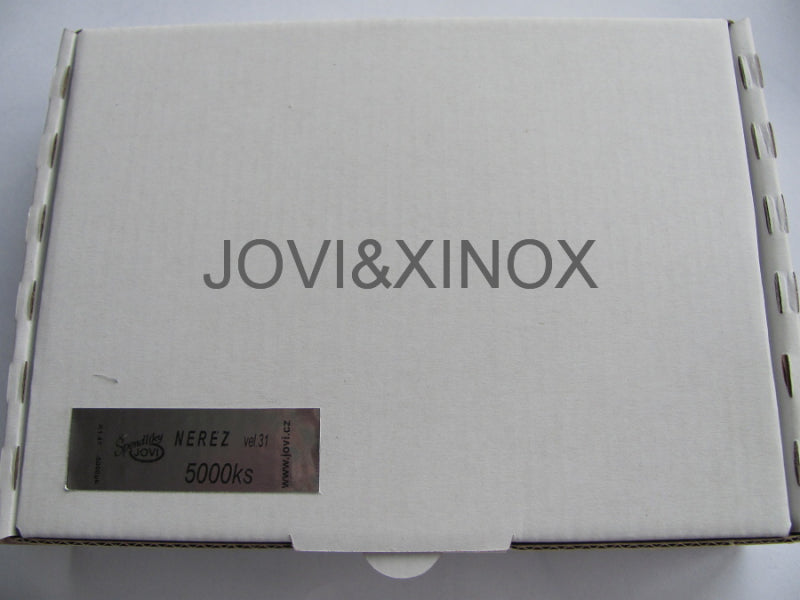 JOVI&XINOX
Špendlíky
JOVI
NEREZ vel.31
5000ks
www.jovi.cz